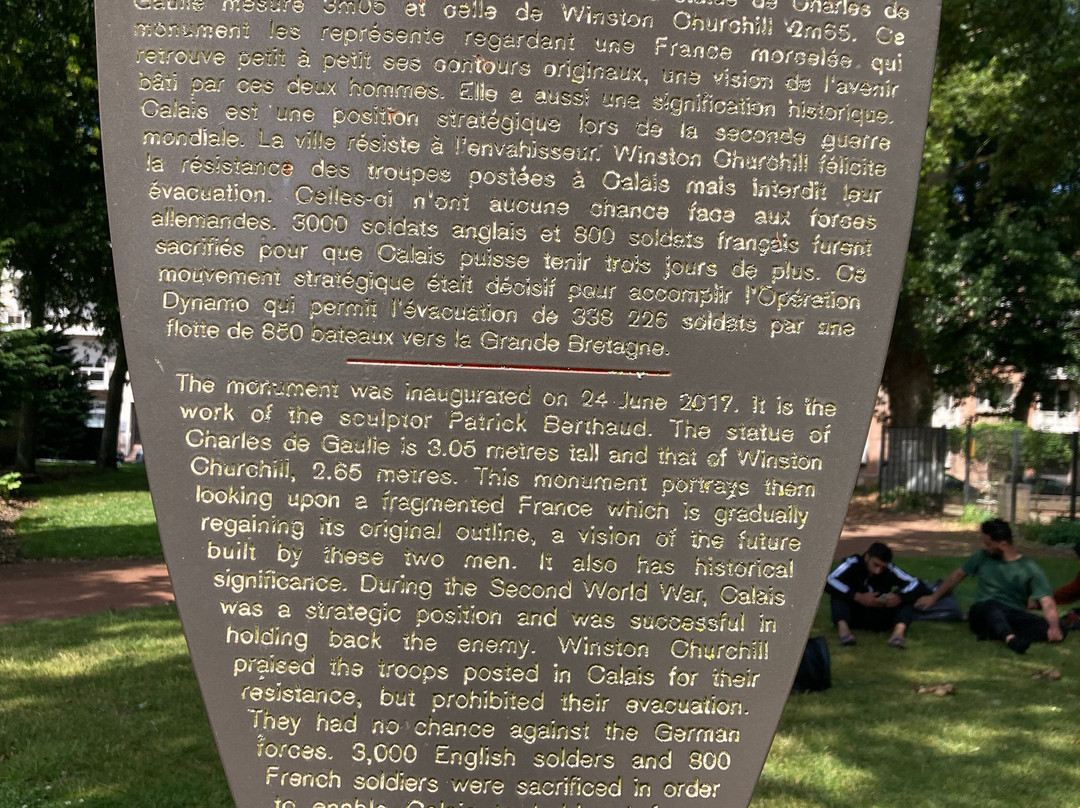 statue de Charles de
Gaulle mesure 3m05 et celle de Winston Churchill 2m65. Ce
monument les représente regardant une France morcelée qui
retrouve petit à petit ses contours originaux, une vision de l'avenir
bâti par ces deux hommes. Elle a aussi une signification historique.
Calais est une position stratégique lors de la seconde guerre
mondiale. La ville résiste à l'envahisseur. Winston Churchill félicite
la résistance des troupes postées à Calais mais interdit leur
évacuation. Celles-ci n'ont aucune chance face aux forces
allemandes. 3000 soldats anglais et 800 soldats français furent
sacrifiés pour que Calais puisse tenir trois jours de plus. Ce
mouvement stratégique était décisif pour accomplir l'Opération
Dynamo qui permit l'évacuation de 338 226 soldats par une
flotte de 850 bateaux vers la Grande Bretagne.
The monument was inaugurated on 24 June 2017. It is the
work of the sculptor Patrick Berthaud. The statue of
Charles de Gaulle is 3.05 metres tall and that of Winston
Churchill, 2.65 metres. This monument portrays them
looking upon a fragmented France which is gradually
regaining its original outline, a vision of the future
built by these two men. It also has historical
significance. During the Second World War, Calais
was a strategic position and was successful in
holding back the enemy. Winston Churchill
praised the troops posted in Calais for their
resistance, but prohibited their evacuation.
They had no chance against the German
forces. 3,000 English solders and 800
French soldiers were sacrificed in order
to enable Calais